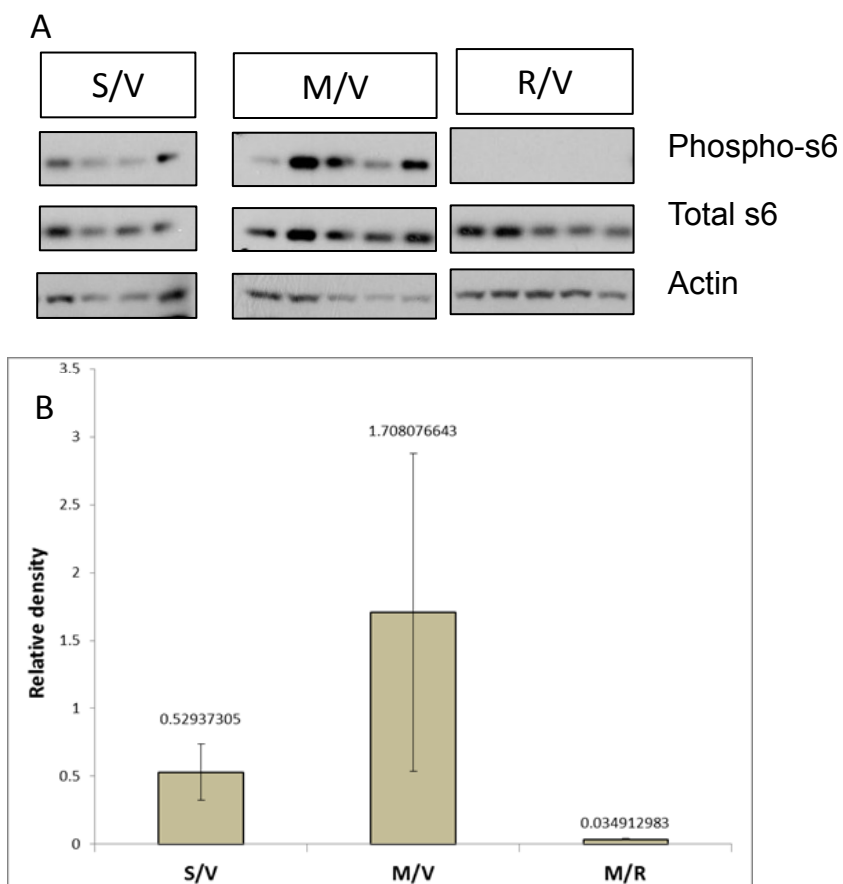 A
S/V M/V R/V
Phospho-s6
Total s6
Actin
B
3.5
3
2.5
2
1.5
1
0.5
0
Relative density
0.52937305
1.708076643
0.034912983
S/V M/V M/R